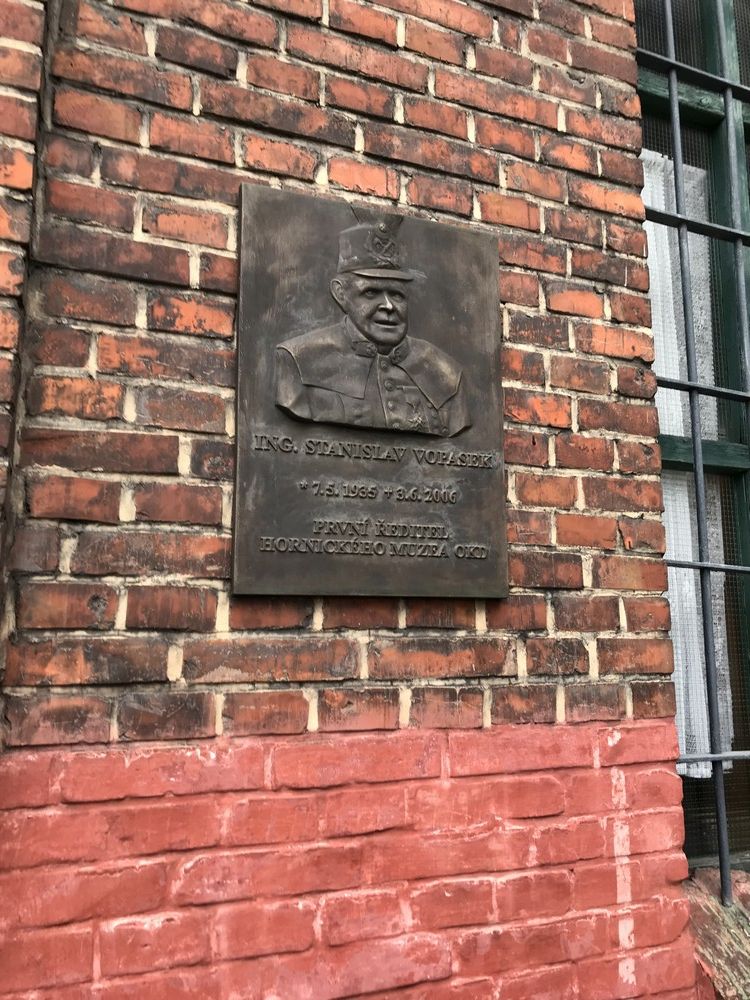 ING. STANISLAV VOPASEK
* 7.5. 1935 + 3.6. 2006
PRVNÍ ŘEDITEL
HORNICKÉHO MUZEA OKD